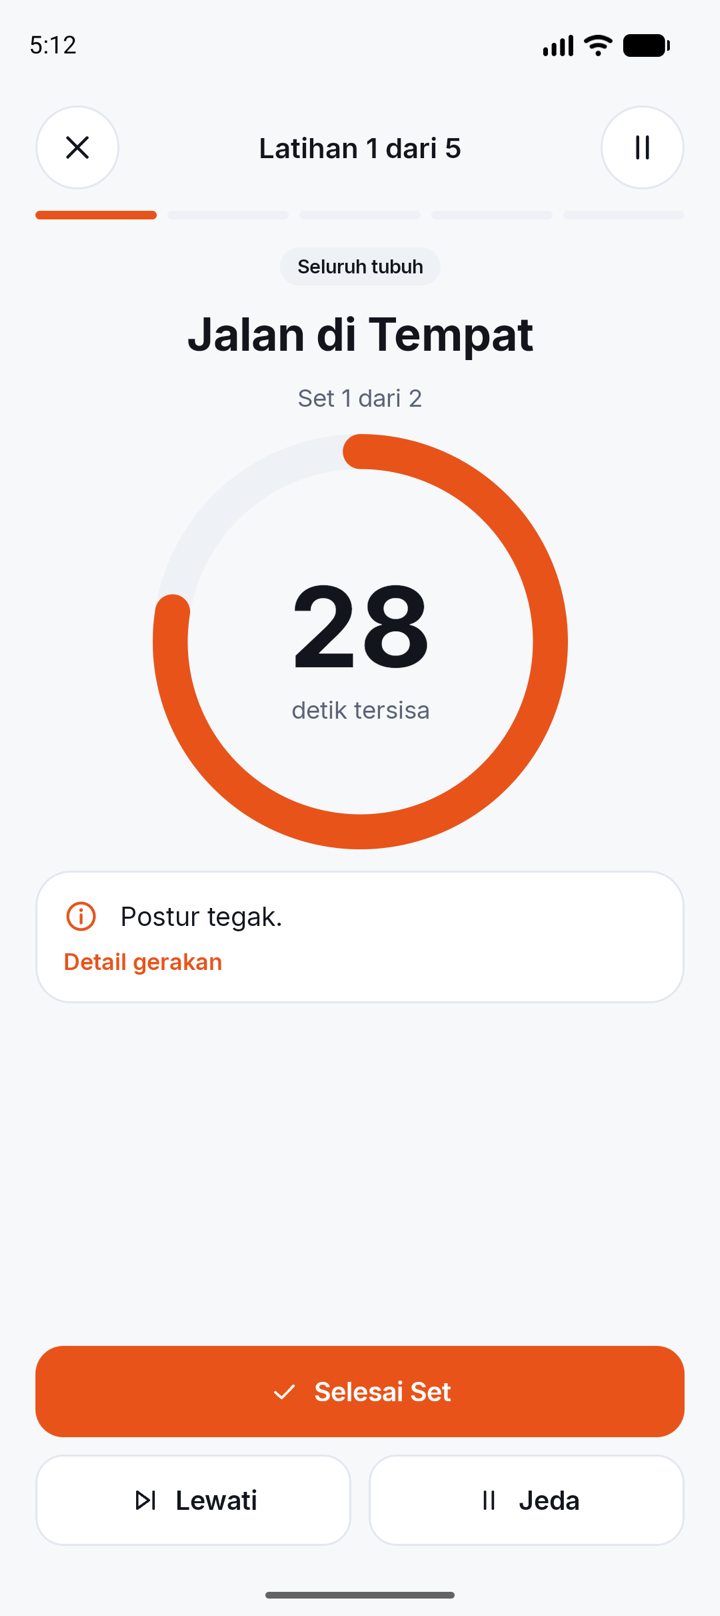 5:12
Latihan 1 dari 5
Seluruh tubuh
Jalan di Tempat
Set 1 dari 2
28
detik tersisa
Postur tegak.
Detail gerakan
Selesai Set
Lewati
Jeda